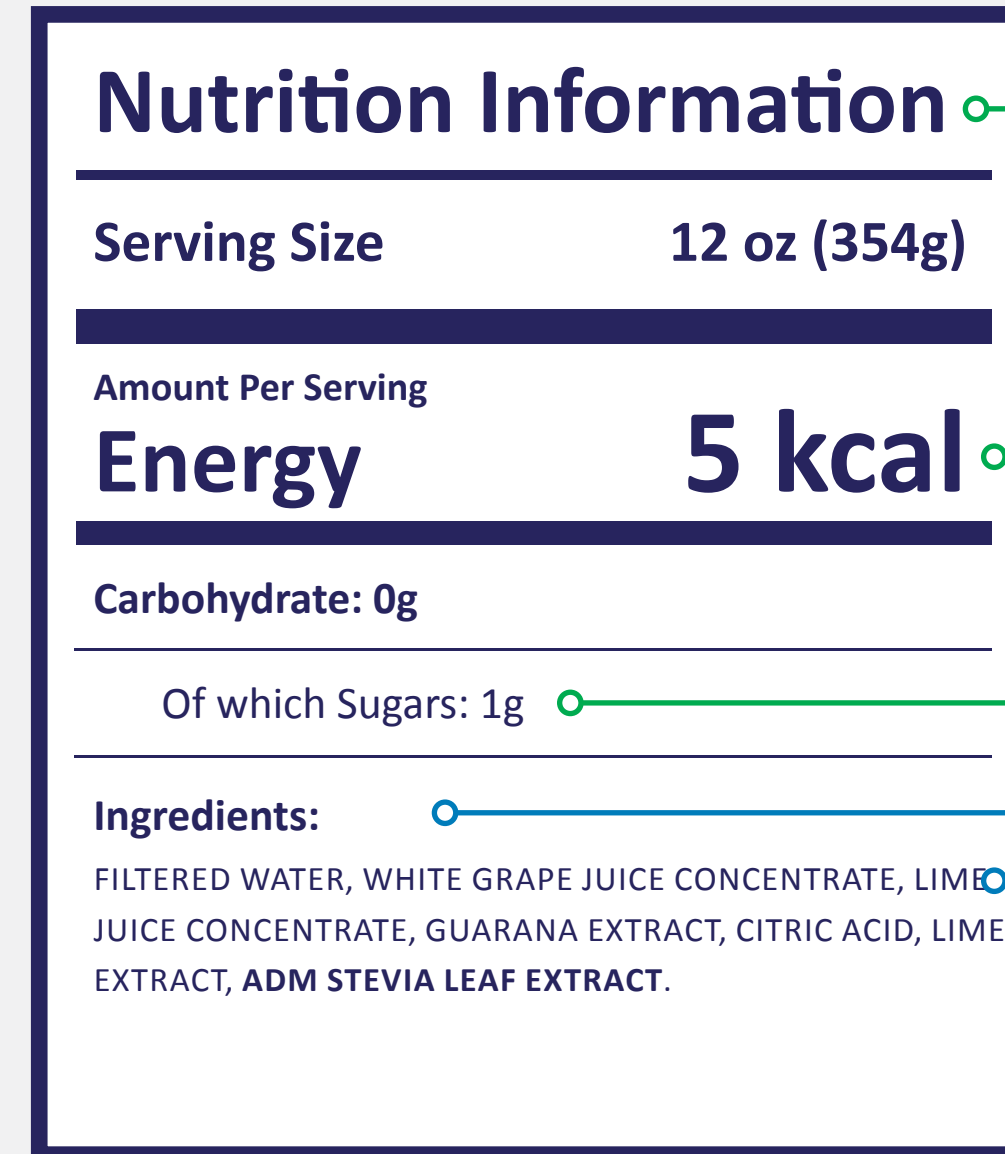 Nutrition Information
Serving Size 12 oz (354g)
Amount Per Serving
Energy 5 kcal
Carbohydrate: 0g
Of which Sugars: 1g
Ingredients:
FILTERED WATER, WHITE GRAPE JUICE CONCENTRATE, LIME
JUICE CONCENTRATE, GUARANA EXTRACT, CITRIC ACID, LIME
EXTRACT, ADM STEVIA LEAF EXTRACT.